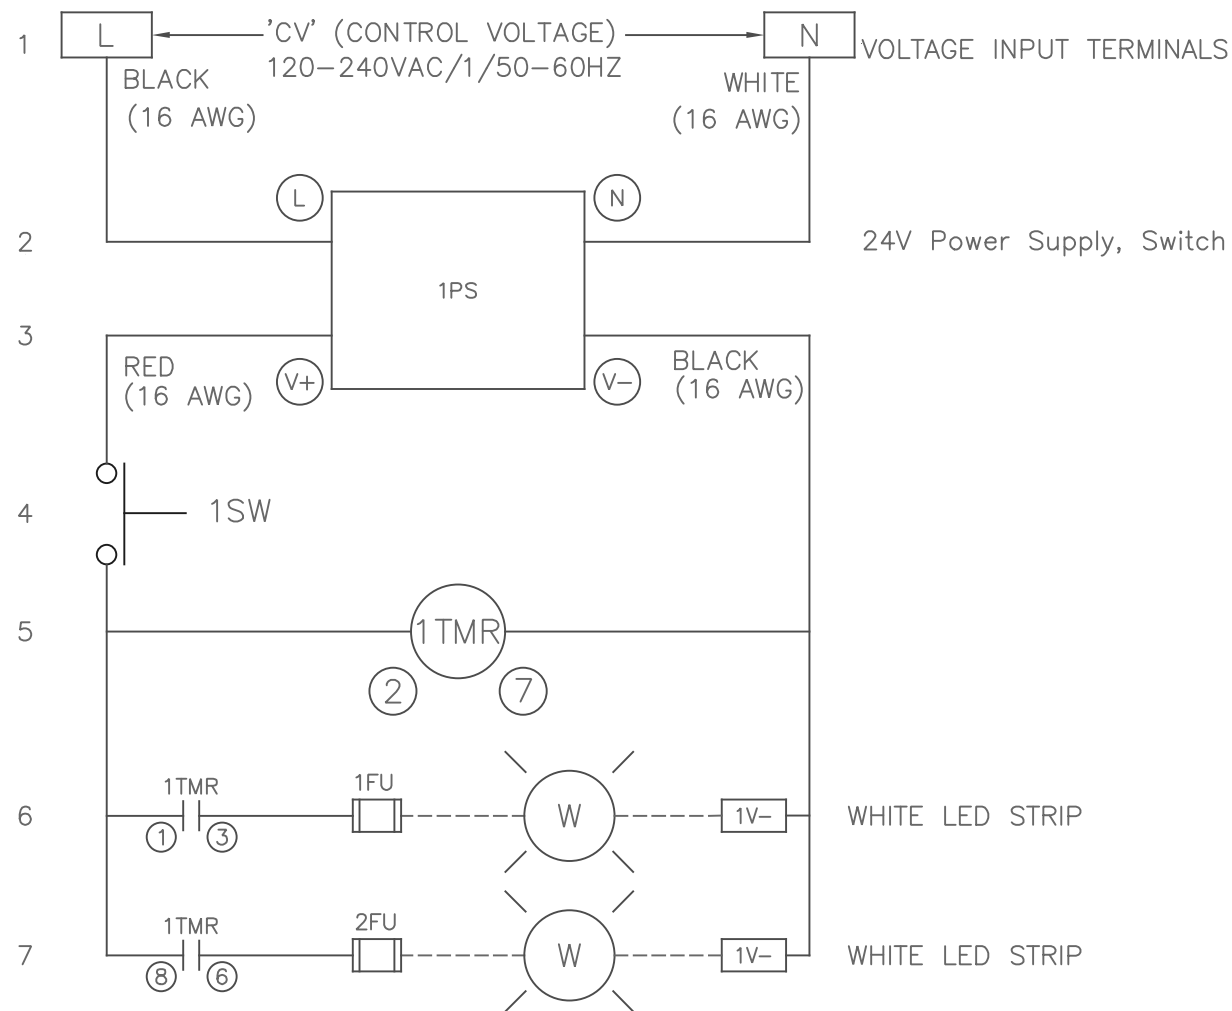 1
L
'CV' (CONTROL VOLTAGE)
120-240VAC/1/50-60HZ
N
VOLTAGE INPUT TERMINALS
BLACK
(16 AWG)
WHITE
(16 AWG)
L
N
2
24V Power Supply, Switch
1PS
3
RED
(16 AWG)
V+
V-
BLACK
(16 AWG)
4
1SW
5
1TMR
2
7
6
1TMR
1
3
1FU
W
1V-
WHITE LED STRIP
7
1TMR
8
6
2FU
W
1V-
WHITE LED STRIP